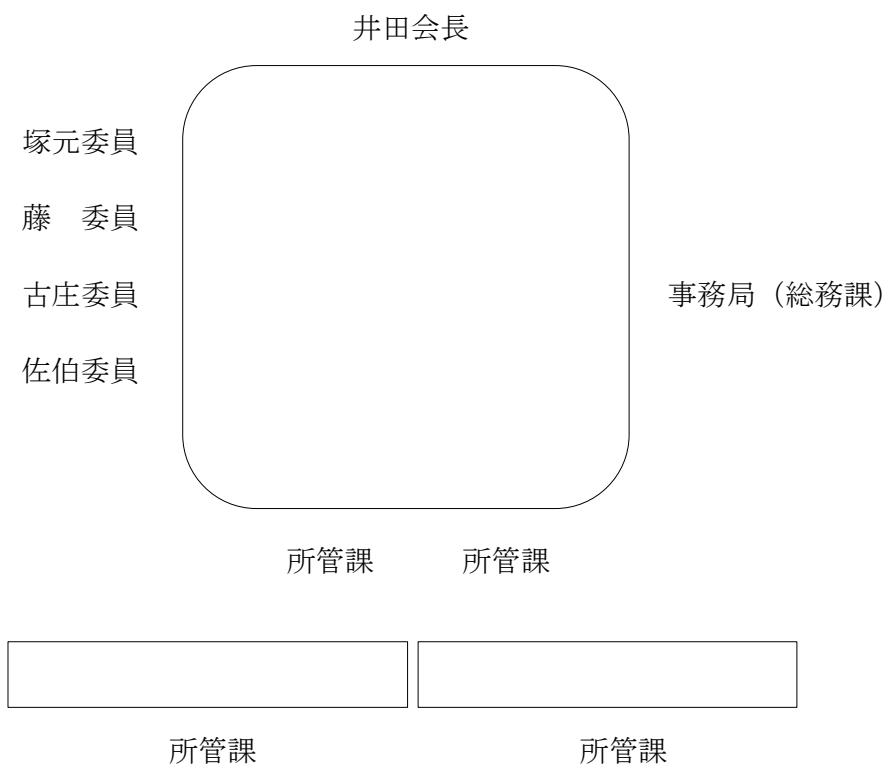 井田会長
塚元委員
藤　委員
古庄委員
事務局（総務課）
佐伯委員
所管課　所管課
所管課　所管課